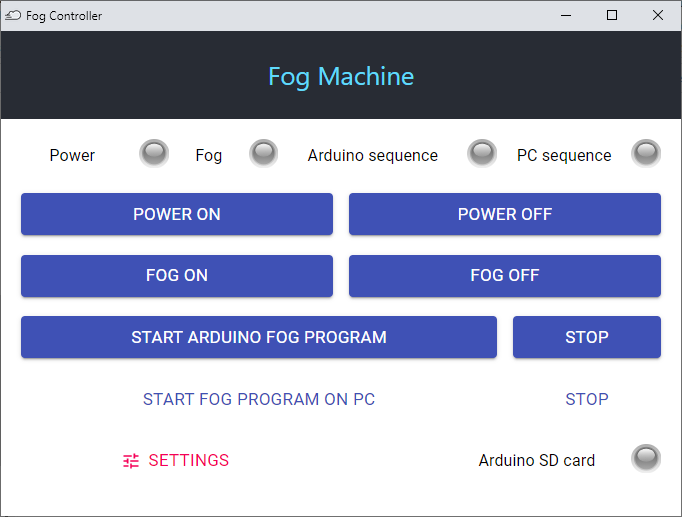 Fog Controller
Fog Machine
Power Fog Arduino sequence PC sequence
POWER ON POWER OFF
FOG ON FOG OFF
START ARDUINO FOG PROGRAM STOP
START FOG PROGRAM ON PC STOP
SETTINGS Arduino SD card